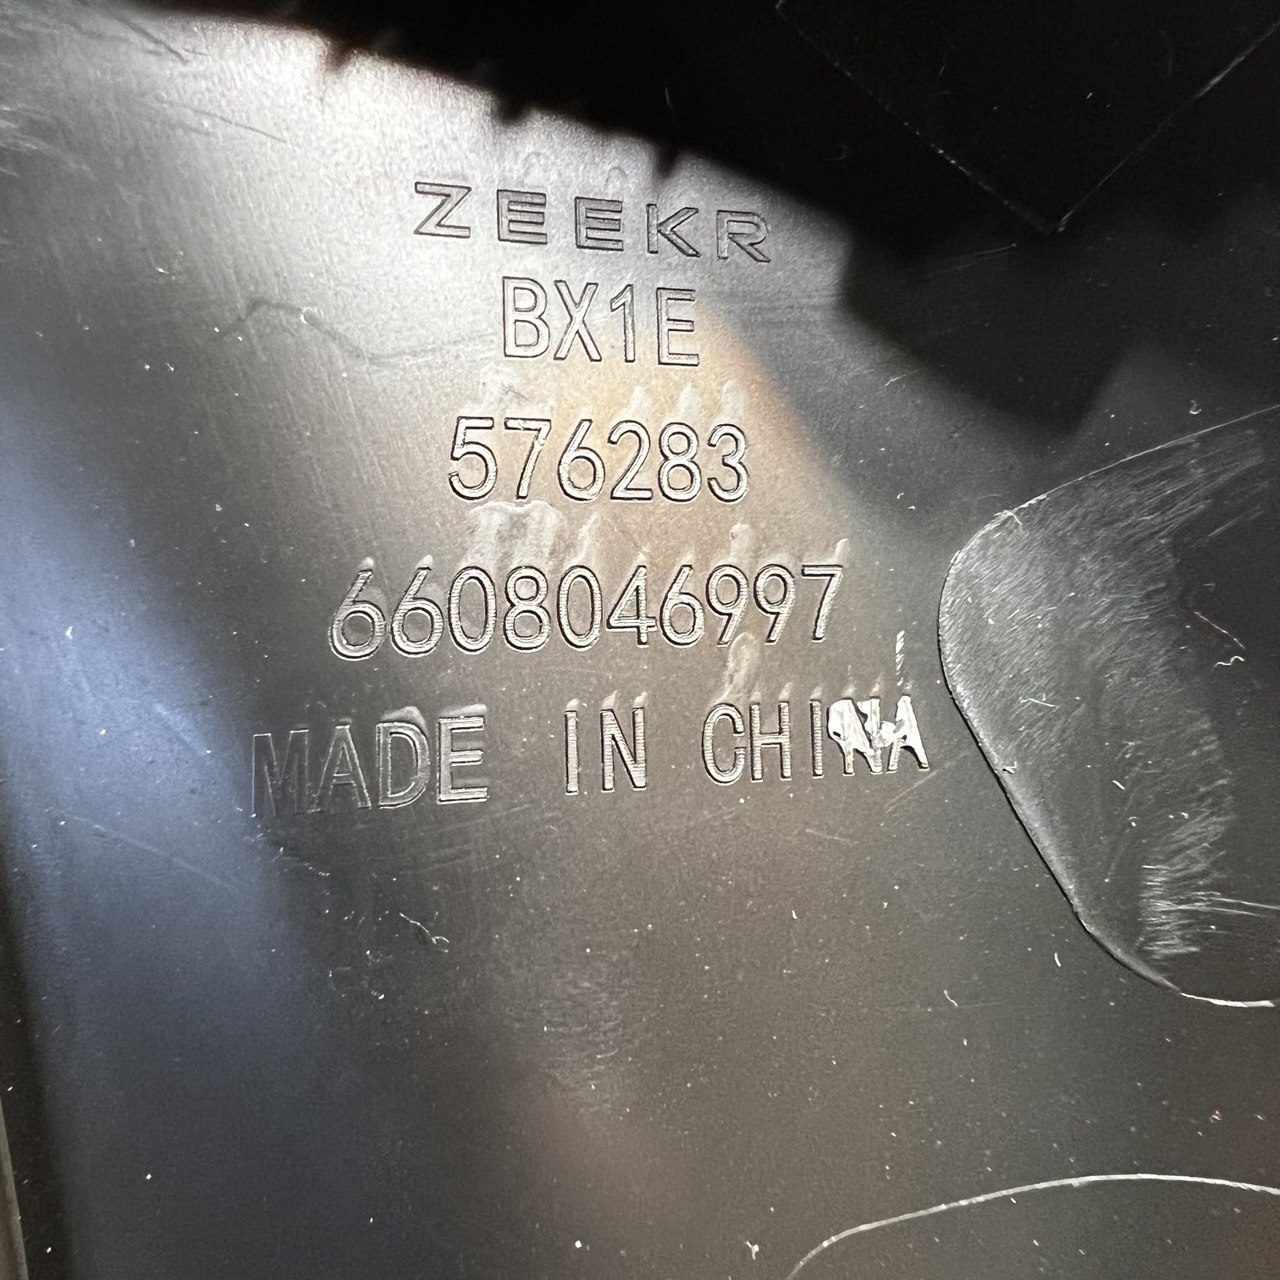 ZEEKR
BX1E
576283
6608046997
MADE IN CHINA